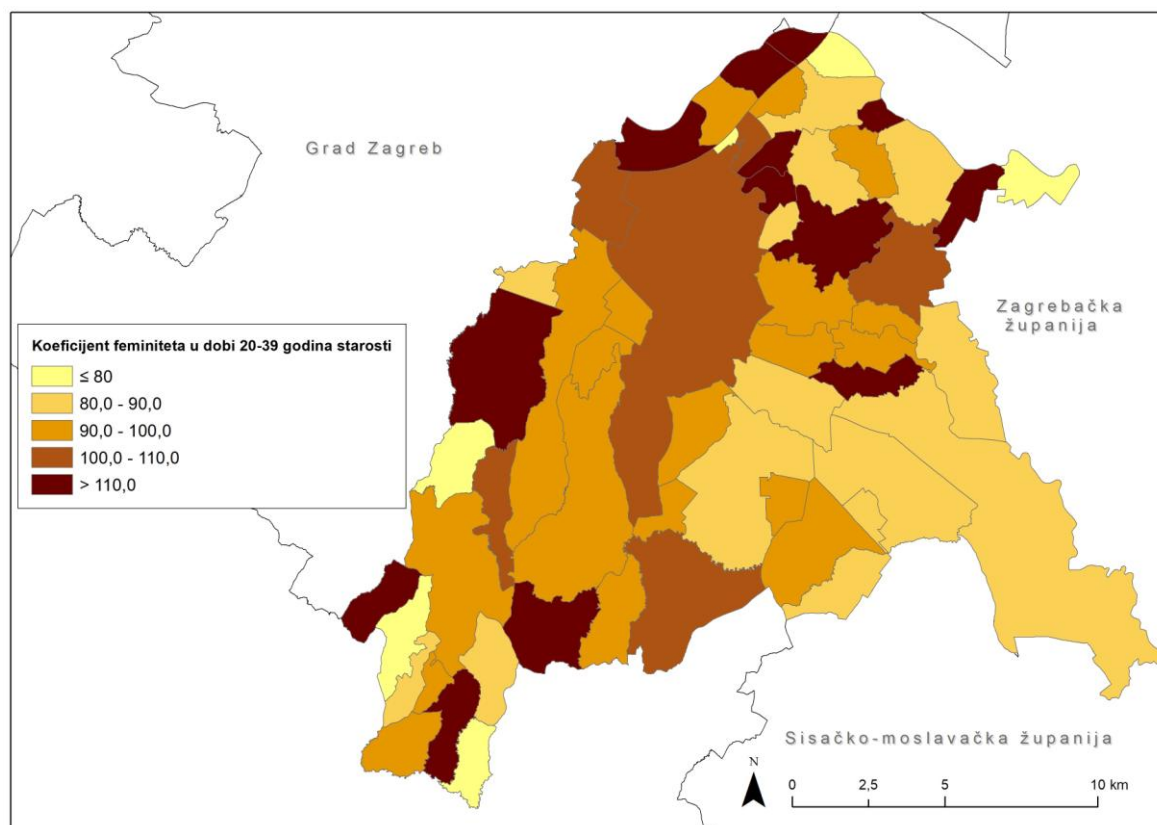 Grad Zagreb
Zagrebačka
županija
Koeficijent feminiteta u dobi 20-39 godina starosti
≤ 80
80,0 - 90,0
90,0 - 100,0
100,0 - 110,0
> 110,0
Sisačko-moslavačka županija
N
0 2,5 5 10 km